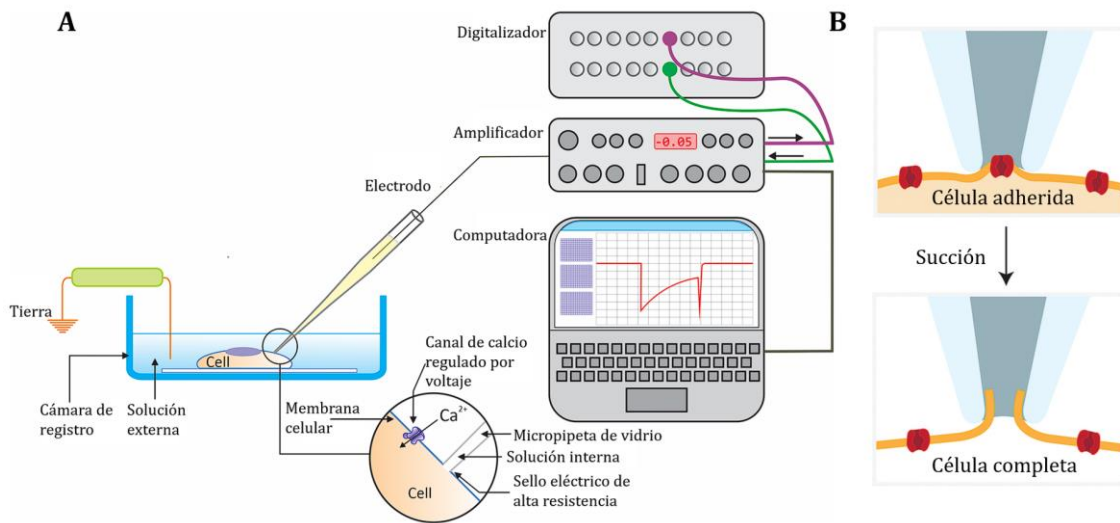 A
B
Digitalizador
Amplificador
-0.05
Electrodo
Computadora
Tierra
Cell
Canal de calcio
regulado por
voltaje
Cámara de
registro
Solución
externa
Membrana
celular
Ca²⁺
Micropipeta de vidrio
Solución interna
Sello eléctrico de
alta resistencia
Cell
Célula adherida
Succión
Célula completa